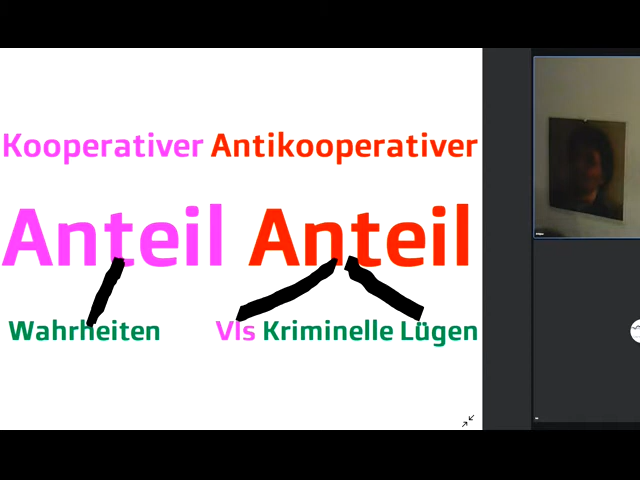 Kooperativer Antikooperativer
Anteil Anteil
Wahrheiten Vls Kriminelle Lügen